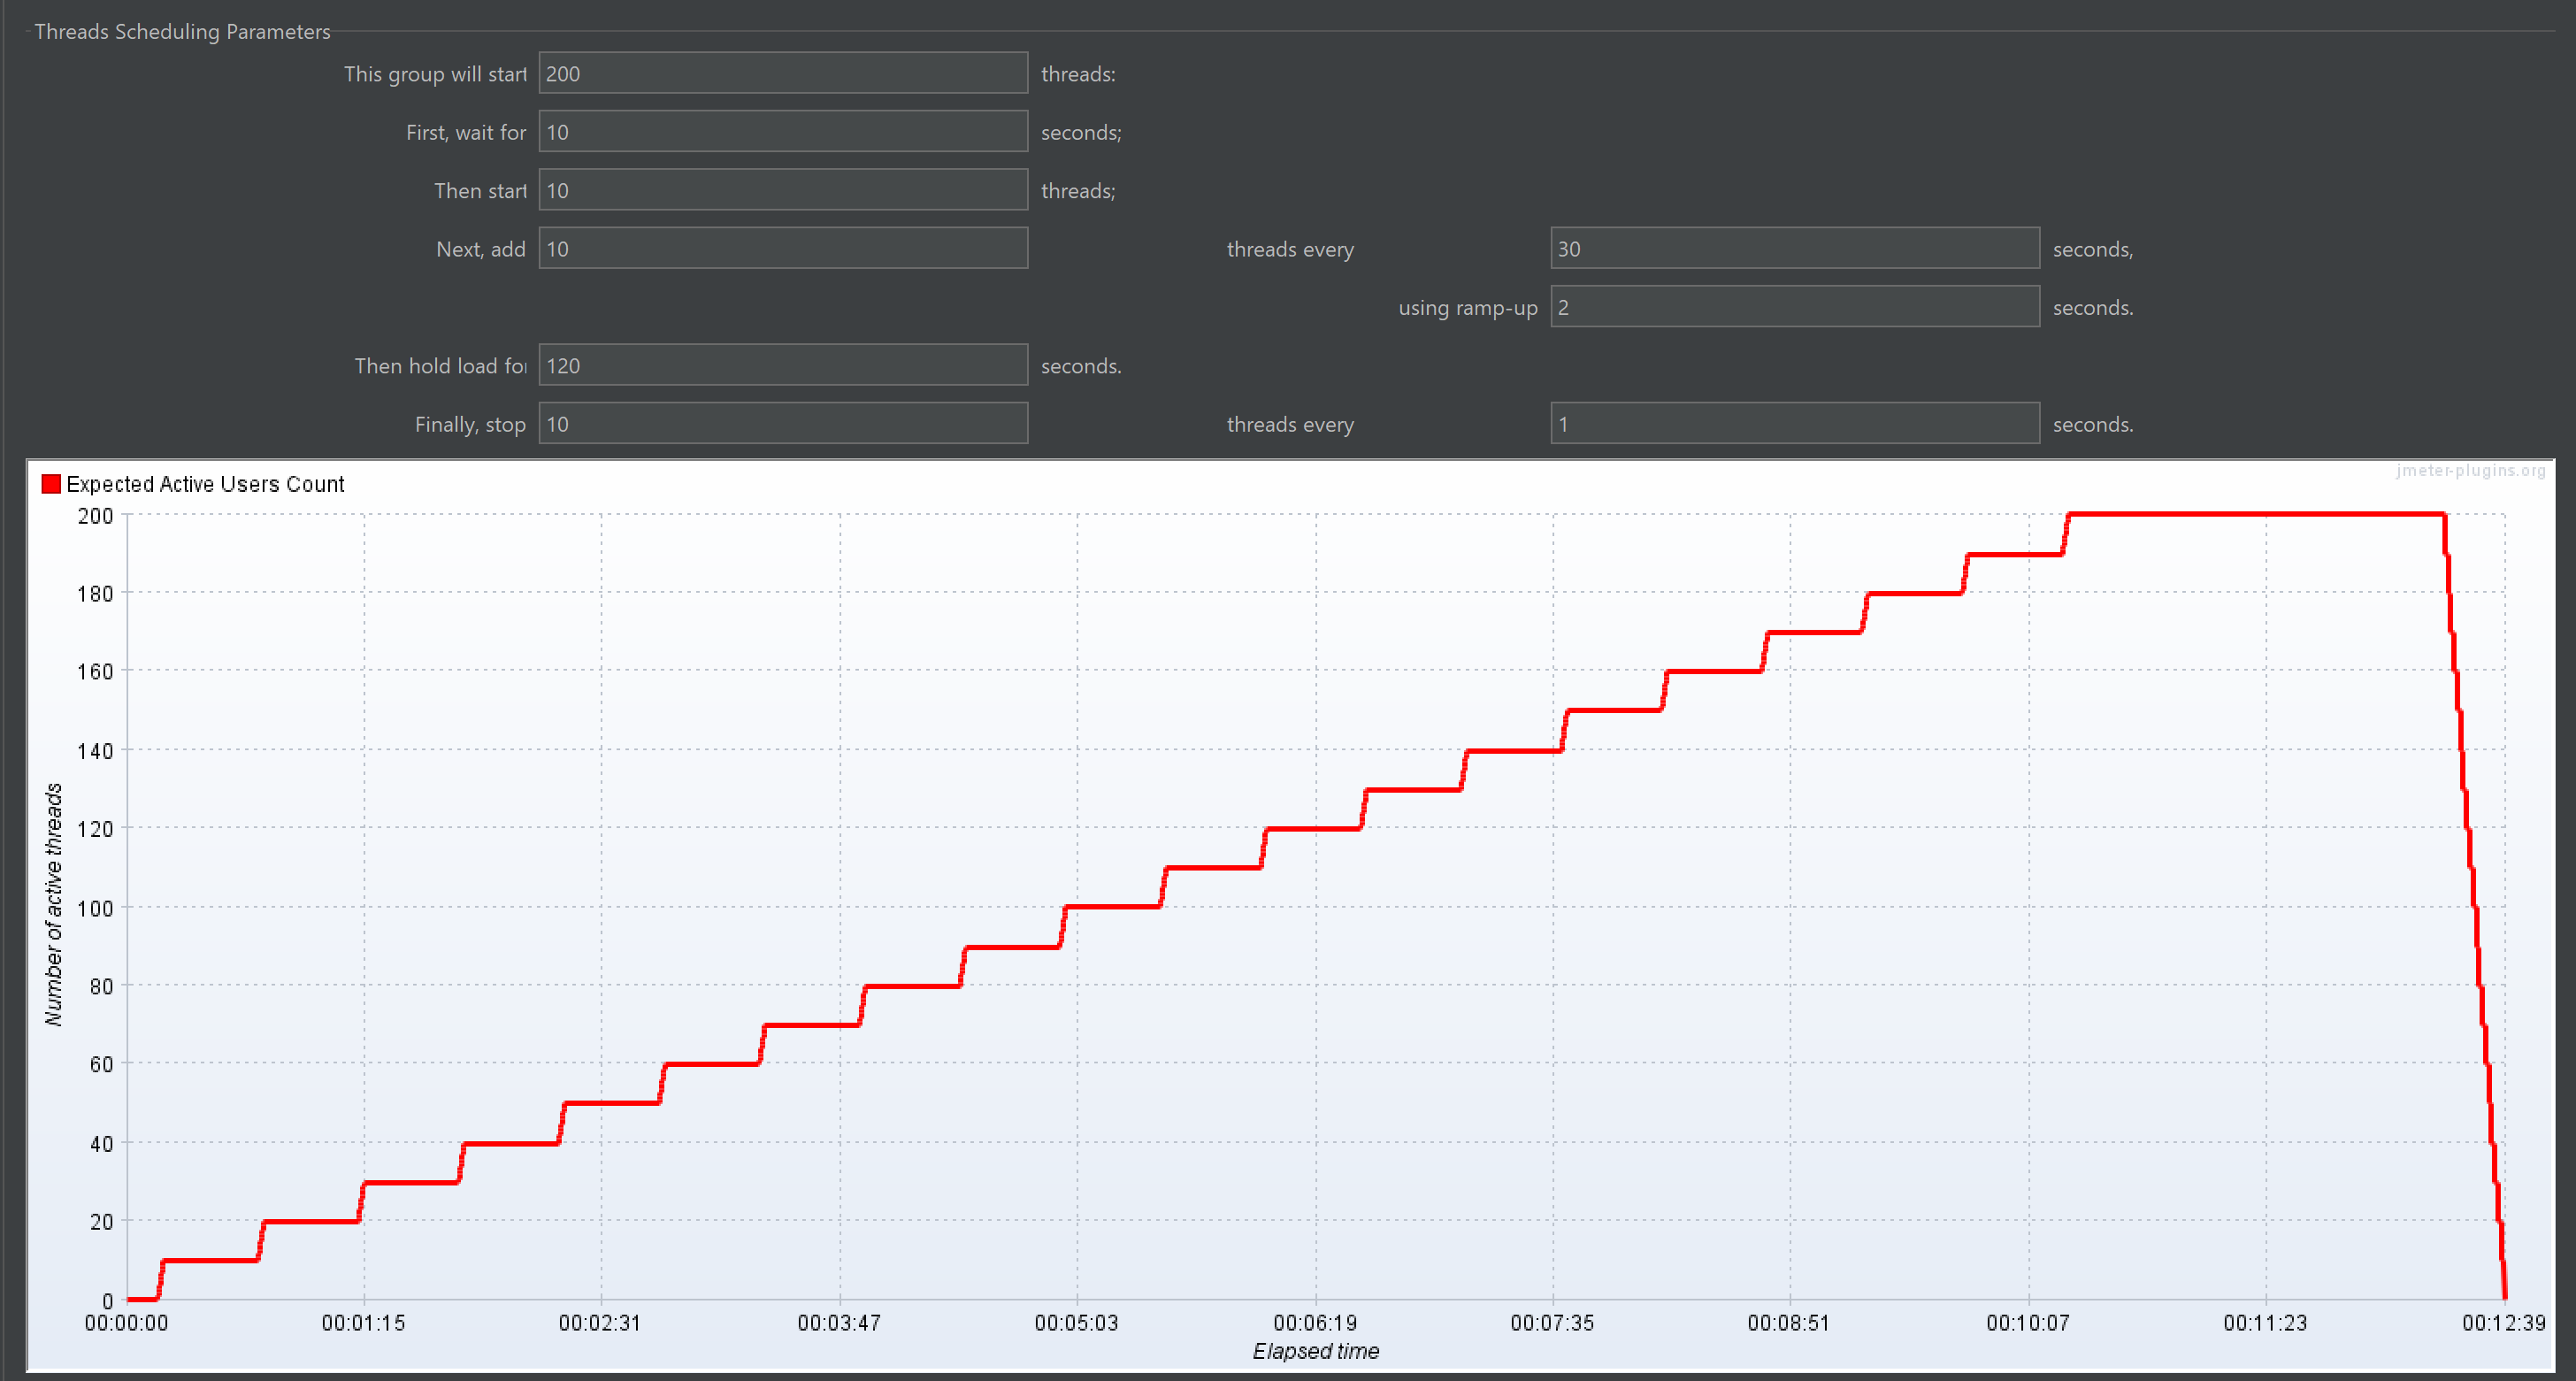 Threads Scheduling Parameters
This group will start 200 threads:
First, wait for 10 seconds;
Then start 10 threads;
Next, add 10 threads every 30 seconds,
using ramp-up 2 seconds.
Then hold load for 120 seconds.
Finally, stop 10 threads every 1 seconds.
jmeter-plugins.org
Expected Active Users Count
200
180
160
140
120
100
80
60
40
20
0
Number of active threads
00:00:00 00:01:15 00:02:31 00:03:47 00:05:03 00:06:19 00:07:35 00:08:51 00:10:07 00:11:23 00:12:39
Elapsed time